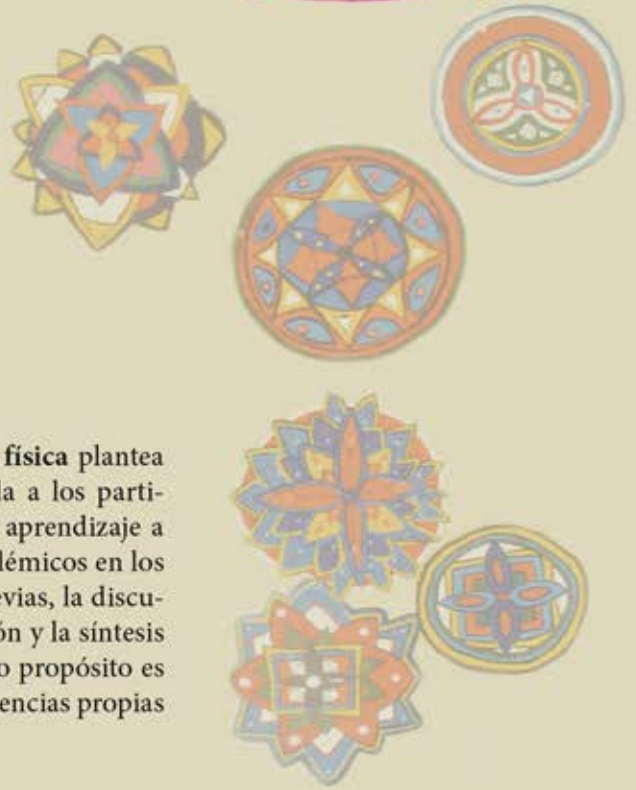 física plantea
la a los parti-
aprendizaje a
lémicos en los
evias, la discu-
ón y la síntesis
o propósito es
encias propias